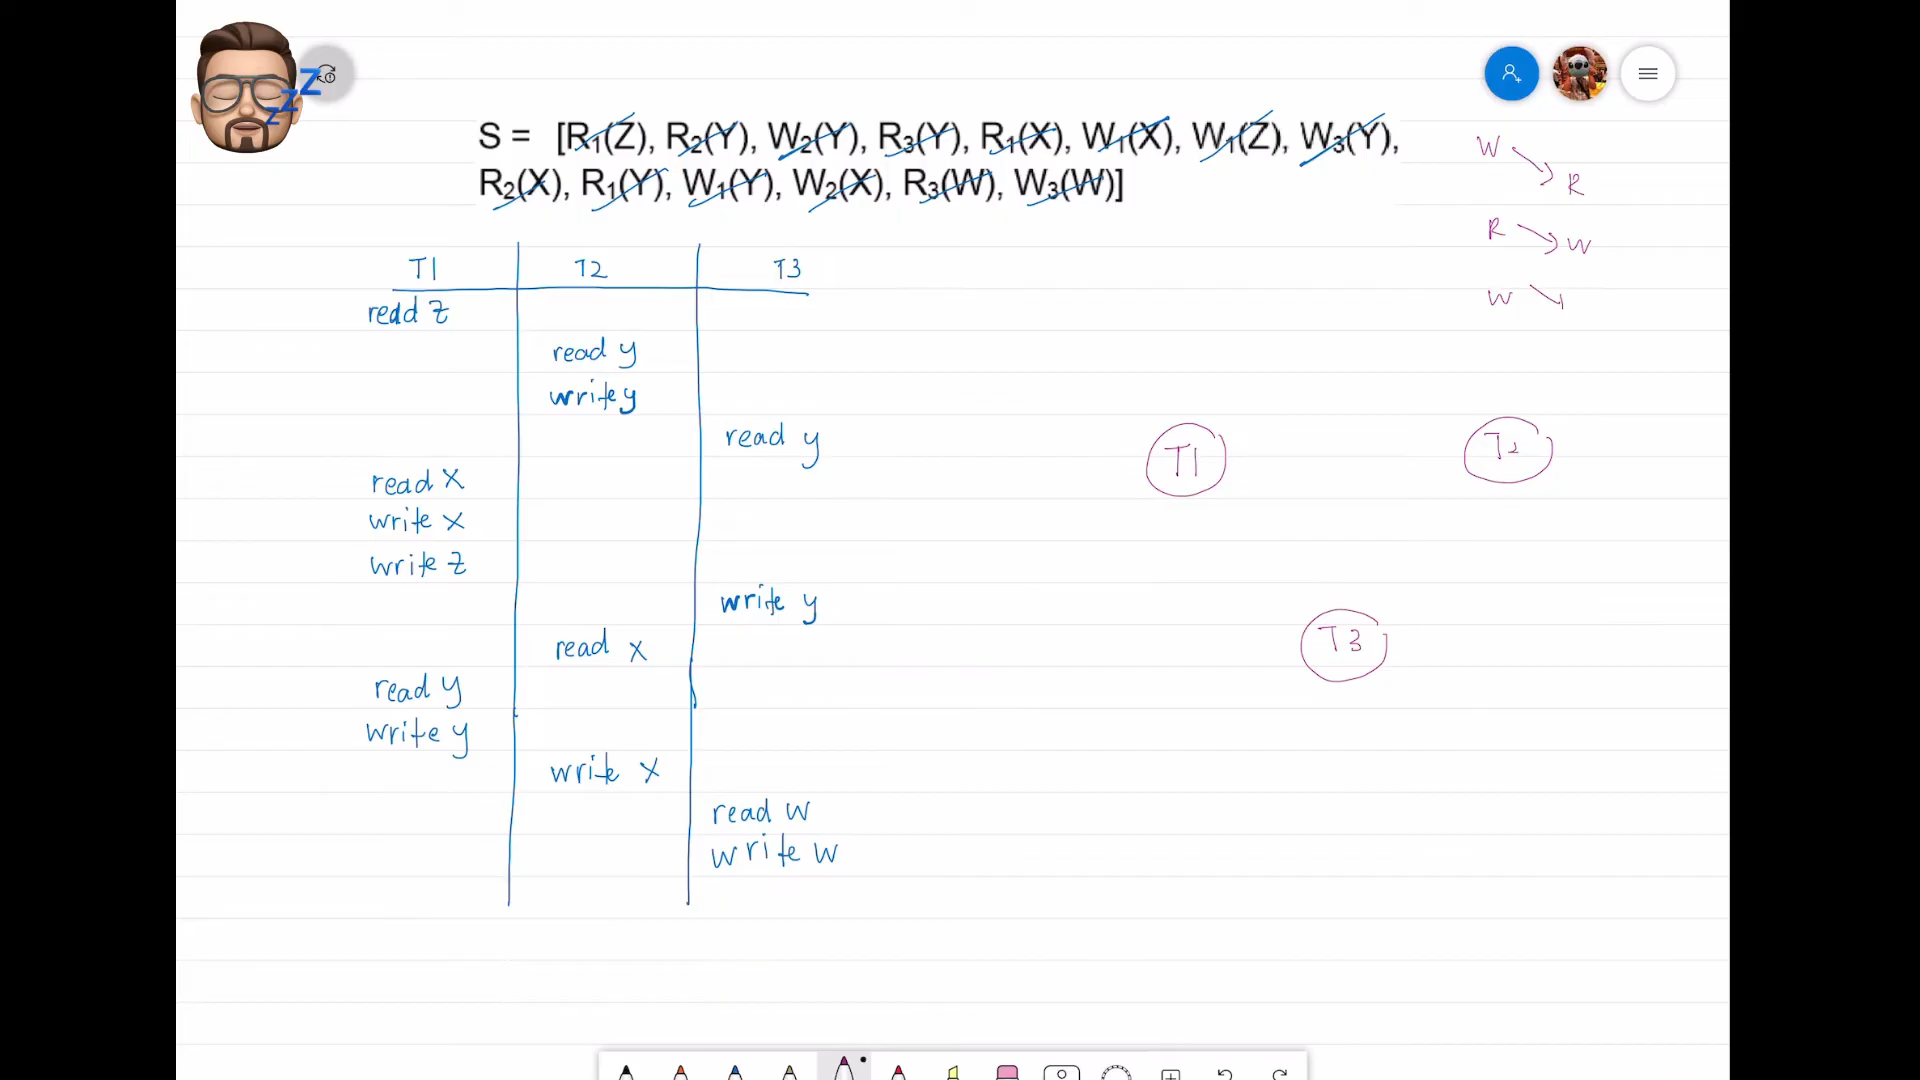 S = [R₁(Z), R₂(Y), W₂(Y), R₃(Y), R₁(X), W₁(X), W₁(Z), W₃(Y),
R₂(X), R₁(Y), W₁(Y), W₂(X), R₃(W), W₃(W)]
W
R
R W
W
T1 T2 T3
read Z
read y
write y
read y
read X
write X
write Z
write y
read X
read y
write y
write X
read W
write W
T1 T2
T3
Z Z Z